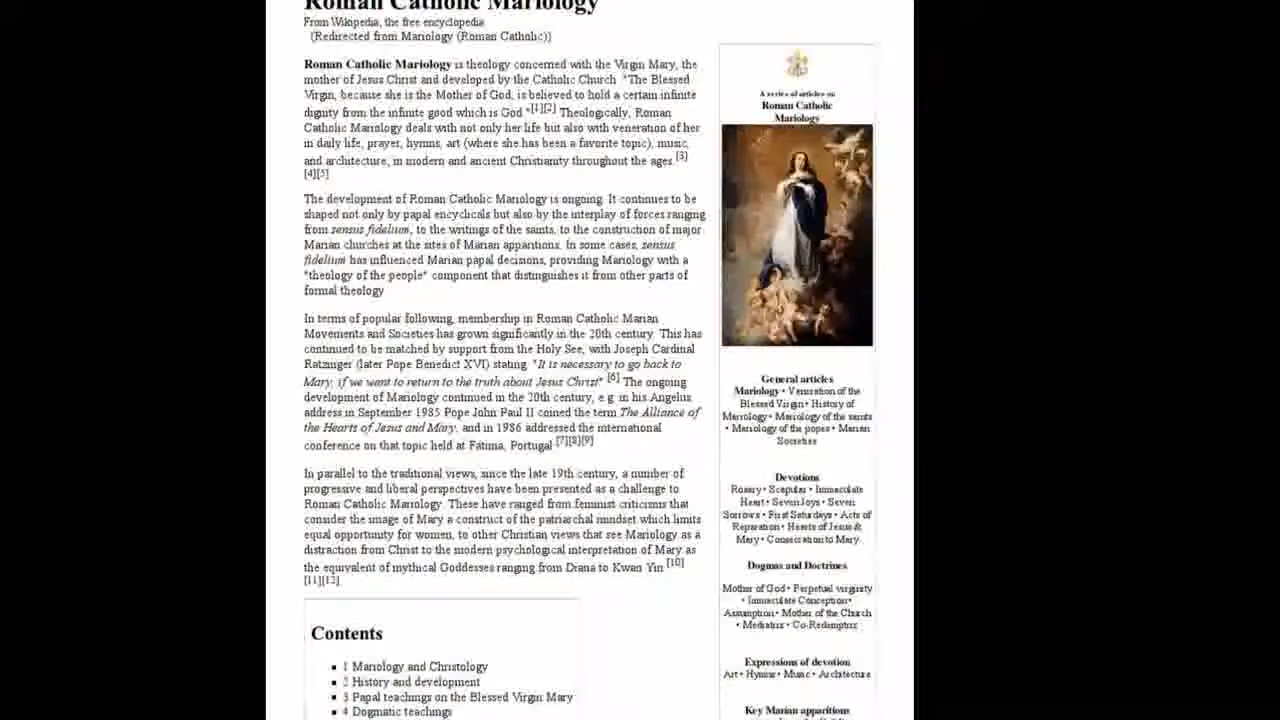 Roman Catholic Mariology
From Wikipedia, the free encyclopedia
(Redirected from Mariology (Roman Catholic))
Roman Catholic Mariology is theology concerned with the Virgin Mary, the
mother of Jesus Christ and developed by the Catholic Church. "The Blessed
Virgin, because she is the Mother of God, is believed to hold a certain infinite
dignity from the infinite good which is God."[1][2] Theologically, Roman
Catholic Mariology deals with not only her life but also with veneration of her
in daily life, prayer, hymns, art (where she has been a favorite topic), music,
and architecture, in modern and ancient Christianity throughout the ages.[3]
[4][5]
The development of Roman Catholic Mariology is ongoing. It continues to be
shaped not only by papal encyclicals but also by the interplay of forces ranging
from sensus fidelium, to the writings of the saints, to the construction of major
Marian churches at the sites of Marian apparitions. In some cases, sensus
fidelium has influenced Marian papal decisions, providing Mariology with a
"theology of the people" component that distinguishes it from other parts of
formal theology
In terms of popular following, membership in Roman Catholic Marian
Movements and Societies has grown significantly in the 20th century. This has
continued to be matched by support from the Holy See, with Joseph Cardinal
Ratzinger (later Pope Benedict XVI) stating: "It is necessary to go back to
Mary, if we want to return to the truth about Jesus Christ" [6] The ongoing
development of Mariology continued in the 20th century, e.g. in his Angelus
address in September 1985 Pope John Paul II coined the term The Alliance of
the Hearts of Jesus and Mary, and in 1986 addressed the international
conference on that topic held at Fatima, Portugal.[7][8][9]
In parallel to the traditional views, since the late 19th century, a number of
progressive and liberal perspectives have been presented as a challenge to
Roman Catholic Mariology. These have ranged from feminist criticisms that
consider the image of Mary a construct of the patriarchal mindset which limits
equal opportunity for women, to other Christian views that see Mariology as a
distraction from Christ to the modern psychological interpretation of Mary as
the equivalent of mythical Goddesses ranging from Diana to Kwan Yin.[10]
[11][12]
Contents
1 Mariology and Christology
2 History and development
3 Papal teachings on the Blessed Virgin Mary
4 Dogmatic teachings
A series of articles on
Roman Catholic
Mariology
General articles
Mariology • Veneration of the
Blessed Virgin • History of
Mariology • Mariology of the saints
• Mariology of the popes • Marian
Societies
Devotions
Rosary • Scapular • Immaculate
Heart • Seven Joys • Seven
Sorrows • First Saturdays • Acts of
Reparation • Hearts of Jesus &
Mary • Consecration to Mary
Dogmas and Doctrines
Mother of God • Perpetual virginity
• Immaculate Conception •
Assumption • Mother of the Church
• Mediatrix • Co-Redemptrix
Expressions of devotion
Art • Hymns • Music • Architecture
Key Marian apparitions